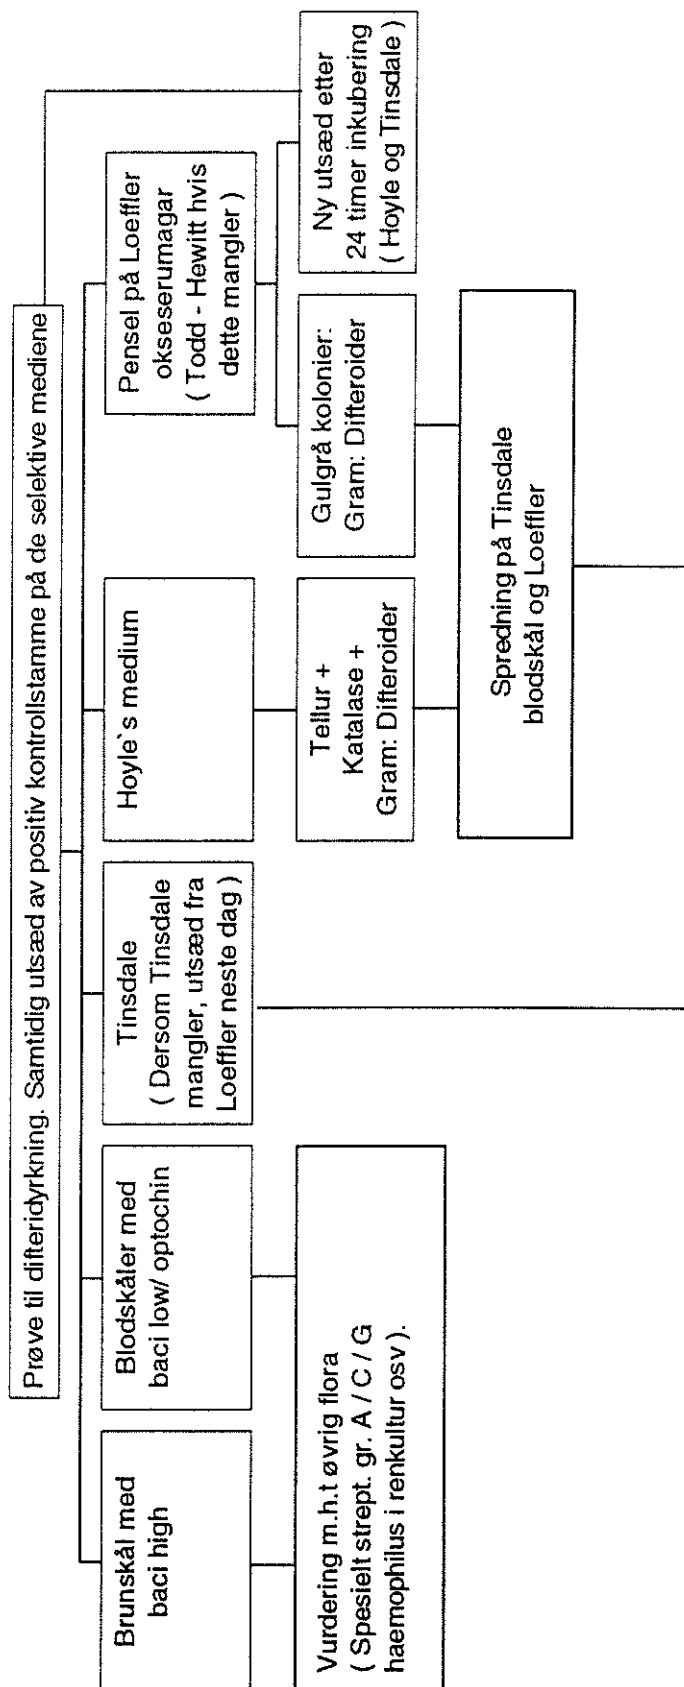 Prøve til difteridyrkning. Samtidig utsæd av positiv kontrollstamme på de selektive mediene
Brunskål med
baci high
Blodskåler med
baci low/ optochin
Tinsdale
( Dersom Tinsdale
mangler, utsæd fra
Loeffler neste dag )
Hoyle`s medium
Pensel på Loeffler
okseserumagar
( Todd - Hewitt hvis
dette mangler )
Vurdering m.h.t øvrig flora
( Spesielt strept. gr. A / C / G
haemophilus i renkultur osv).
Tellur +
Katalase +
Gram: Difteroider
Gulgrå kolonier:
Gram: Difteroider
Ny utsæd etter
24 timer inkubering
( Hoyle og Tinsdale )
Spredning på Tinsdale
blodskål og Loeffler